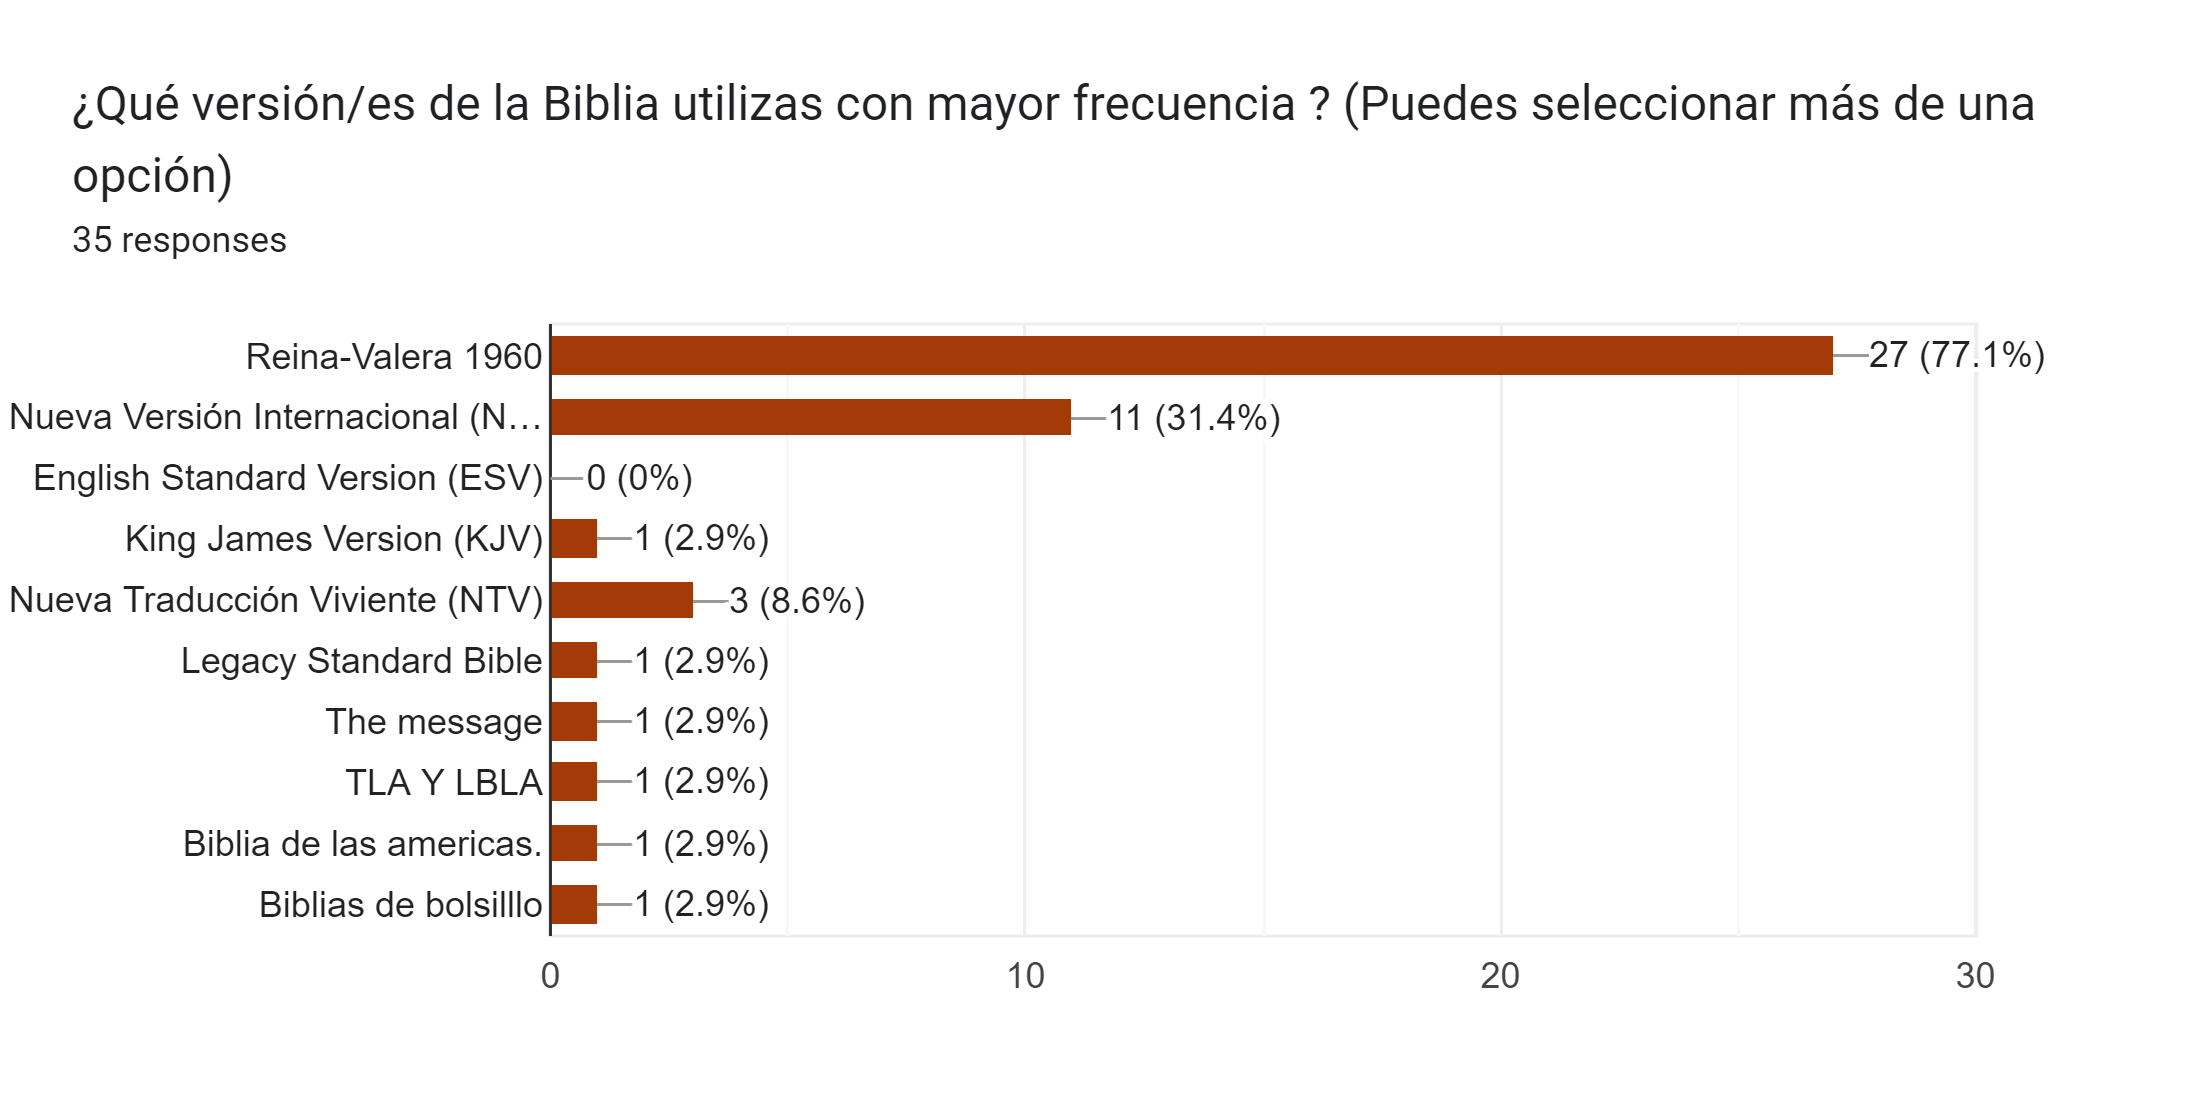 ¿Qué versión/es de la Biblia utilizas con mayor frecuencia ? (Puedes seleccionar más de una
opción)
35 responses
Reina-Valera 1960 27 (77.1%)
Nueva Versión Internacional (N… 11 (31.4%)
English Standard Version (ESV) 0 (0%)
King James Version (KJV) 1 (2.9%)
Nueva Traducción Viviente (NTV) 3 (8.6%)
Legacy Standard Bible 1 (2.9%)
The message 1 (2.9%)
TLA Y LBLA 1 (2.9%)
Biblia de las americas. 1 (2.9%)
Biblias de bolsilllo 1 (2.9%)
0 10 20 30